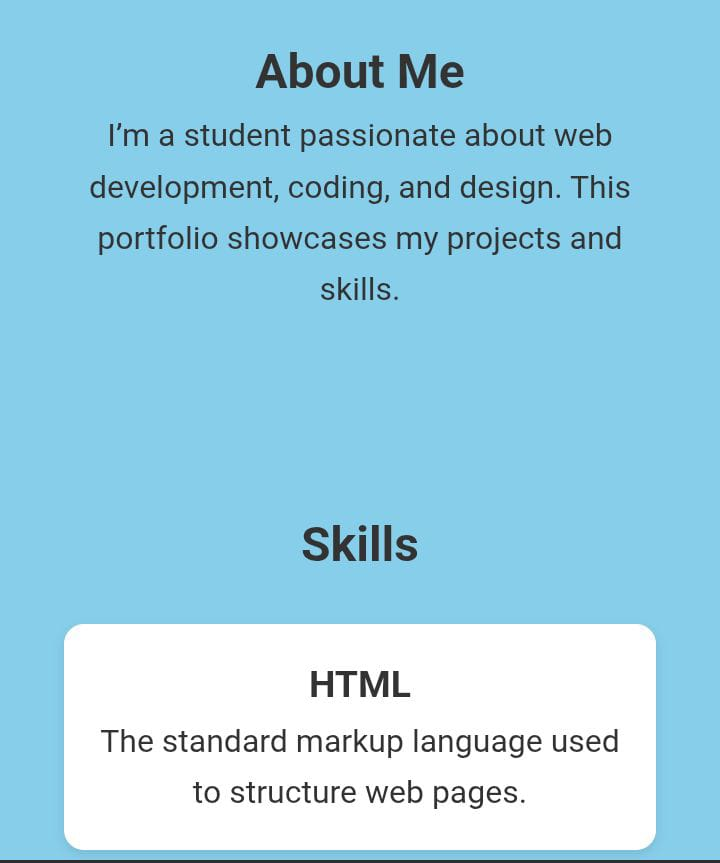 About Me
I’m a student passionate about web
development, coding, and design. This
portfolio showcases my projects and
skills.
Skills
HTML
The standard markup language used
to structure web pages.